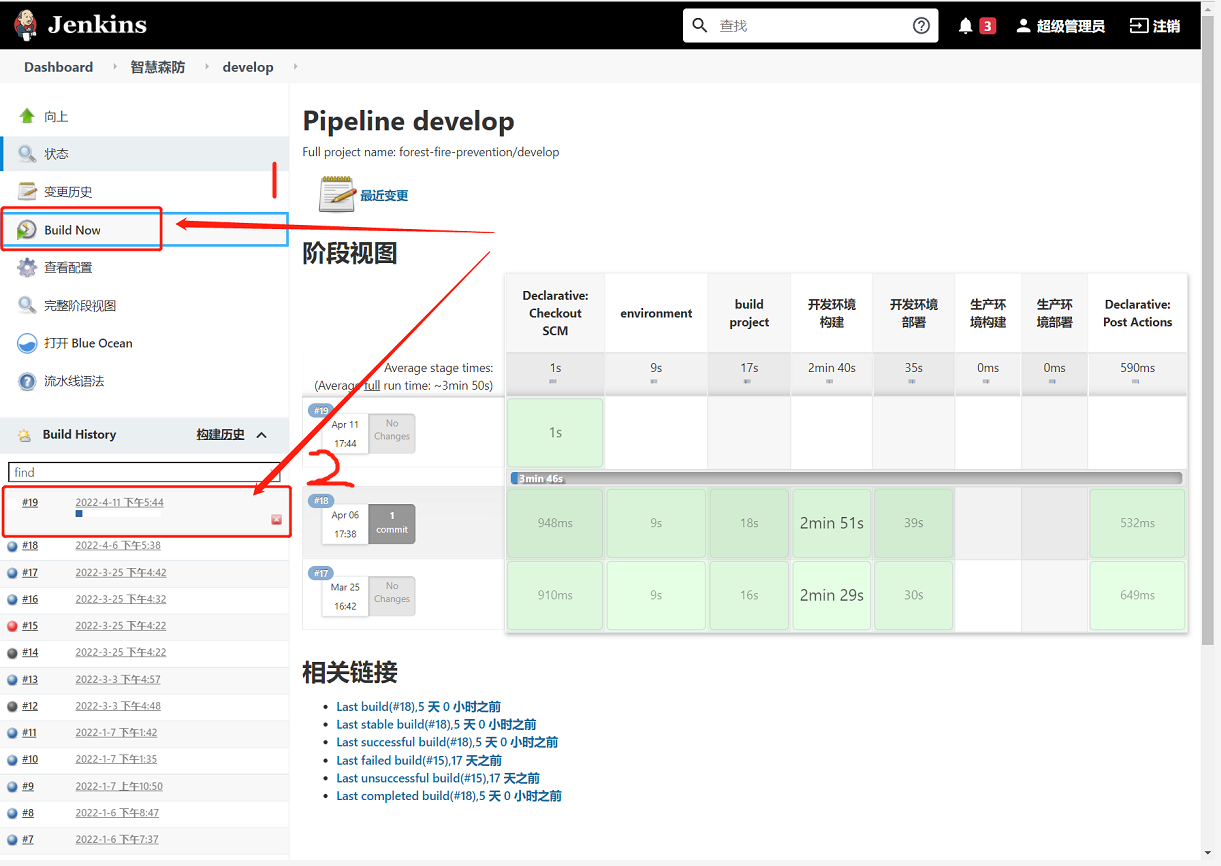 Jenkins
查找
3
超级管理员
注销
Dashboard 智慧森防 develop
向上
状态
变更历史
Build Now
查看配置
完整阶段视图
打开 Blue Ocean
流水线语法
1
Build History 构建历史
find
#19 2022-4-11 下午5:44
#18 2022-4-6 下午5:38
#17 2022-3-25 下午4:42
#16 2022-3-25 下午4:32
#15 2022-3-25 下午4:22
#14 2022-3-25 下午4:22
#13 2022-3-3 下午4:57
#12 2022-3-3 下午4:48
#11 2022-1-7 下午1:42
#10 2022-1-7 下午1:35
#9 2022-1-7 上午10:50
#8 2022-1-6 下午8:47
#7 2022-1-6 下午7:37
2
Pipeline develop
Full project name: forest-fire-prevention/develop
最近变更
阶段视图
Declarative:
Checkout
SCM
environment
build
project
开发环境
构建
开发环境
部署
生产环
境构建
生产环
境部署
Declarative:
Post Actions
Average stage times:
(Average full run time: ~3min 50s)
1s 9s 17s 2min 40s 35s 0ms 0ms 590ms
#19
Apr 11
17:44
No
Changes
1s
3min 46s
#18
Apr 06
17:38
1
commit
948ms 9s 18s 2min 51s 39s 532ms
#17
Mar 25
16:42
No
Changes
910ms 9s 16s 2min 29s 30s 649ms
相关链接
Last build(#18),5 天 0 小时之前
Last stable build(#18),5 天 0 小时之前
Last successful build(#18),5 天 0 小时之前
Last failed build(#15),17 天之前
Last unsuccessful build(#15),17 天之前
Last completed build(#18),5 天 0 小时之前